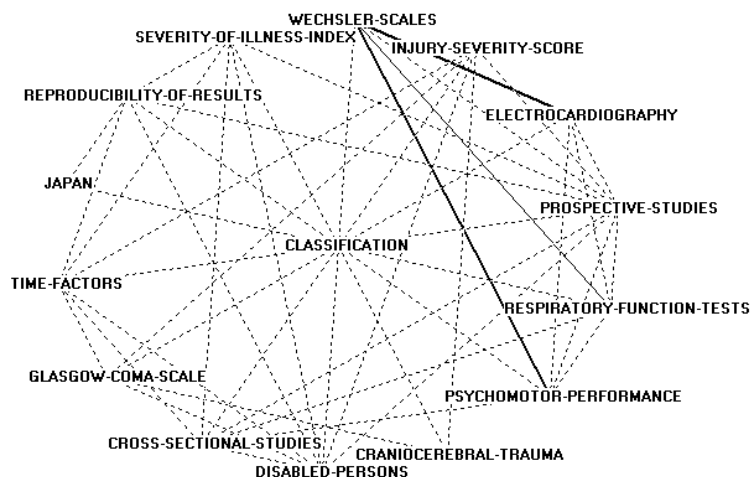 WECHSLER-SCALES
SEVERITY-OF-ILLNESS-INDEX
INJURY-SEVERITY-SCORE
REPRODUCIBILITY-OF-RESULTS
ELECTROCARDIOGRAPHY
JAPAN
PROSPECTIVE-STUDIES
CLASSIFICATION
TIME-FACTORS
RESPIRATORY-FUNCTION-TESTS
GLASGOW-COMA-SCALE
PSYCHOMOTOR-PERFORMANCE
CROSS-SECTIONAL-STUDIES
CRANIOCEREBRAL-TRAUMA
DISABLED-PERSONS